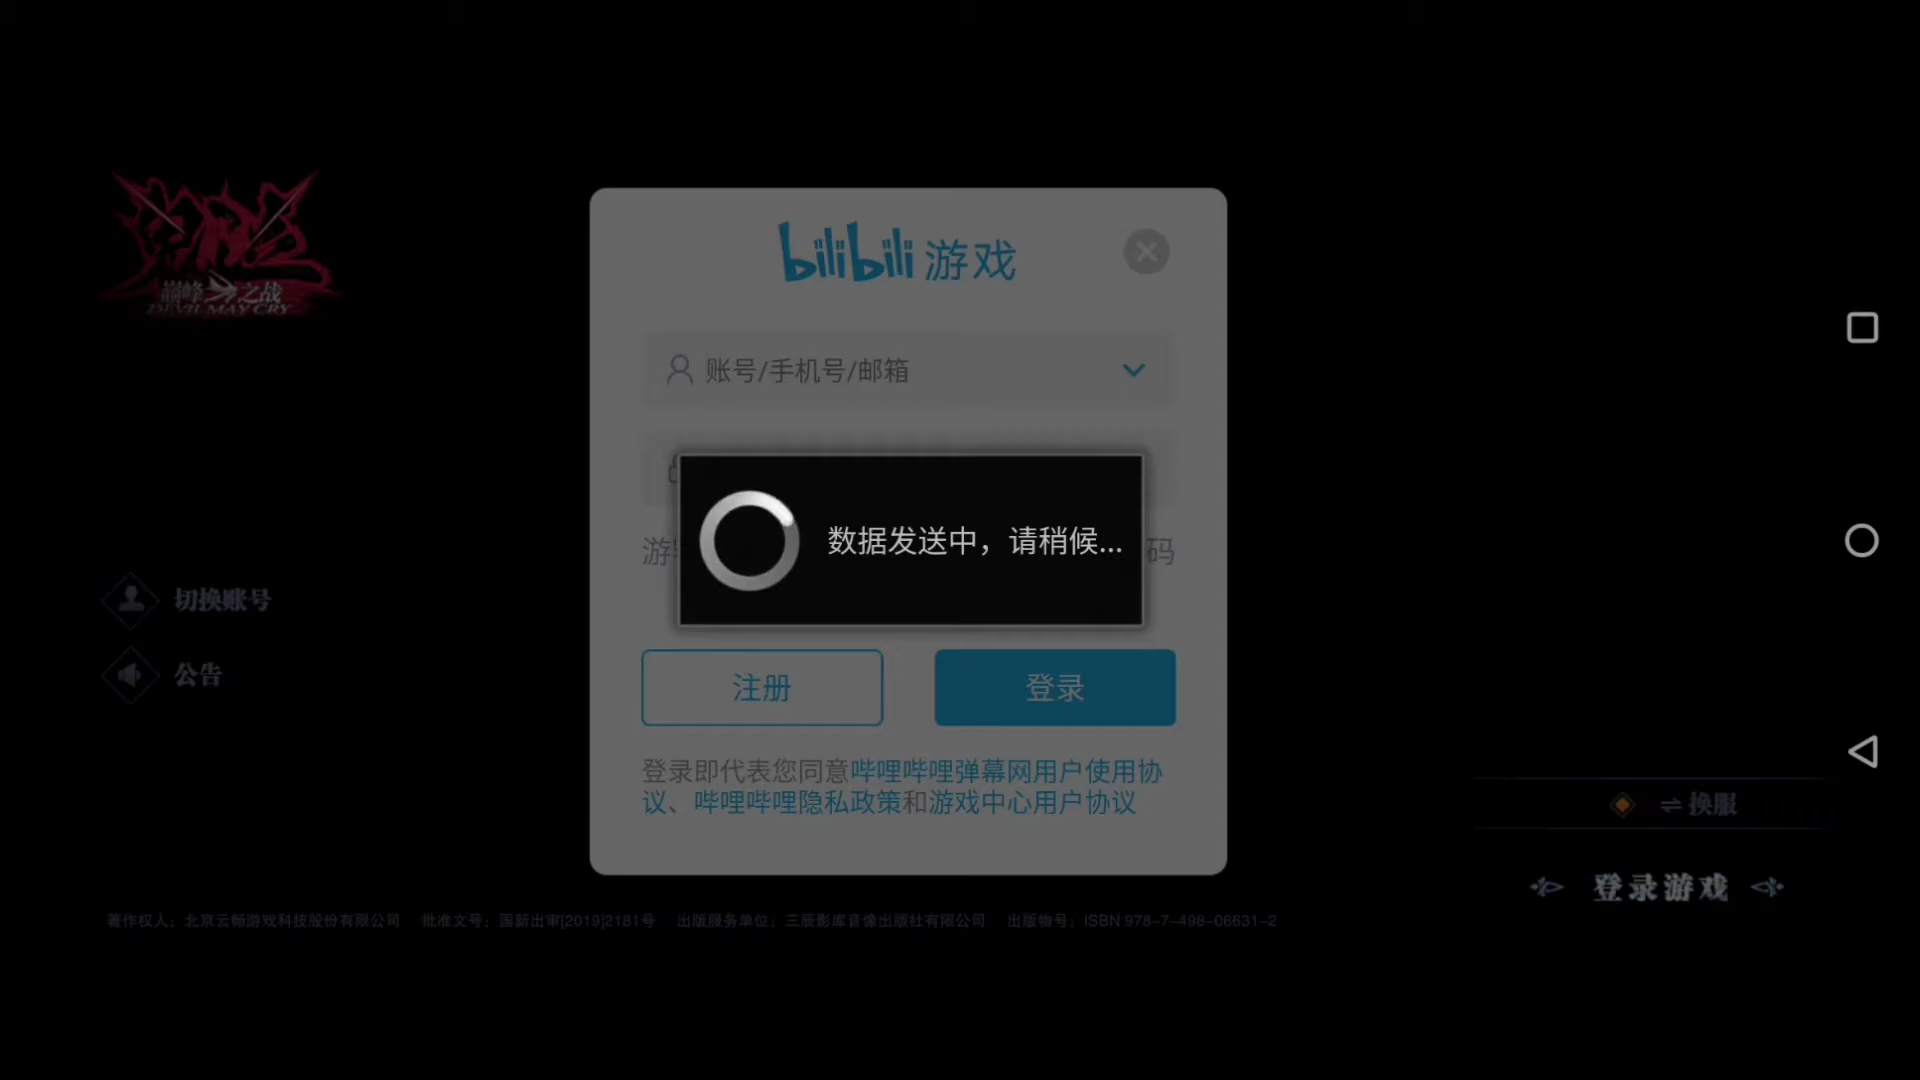 鬼泣
巅峰之战
DEVIL MAY CRY
bilibili 游戏
账号/手机号/邮箱
数据发送中，请稍候...
码
注册
登录
登录即代表您同意哔哩哔哩弹幕网用户使用协
议、哔哩哔哩隐私政策和游戏中心用户协议
切换账号
公告
换服
登录游戏
著作权人：北京云畅游戏科技股份有限公司 批准文号：国新出审[2019]2181号 出版服务单位：三辰影库音像出版社有限公司 出版物号：ISBN 978-7-498-06631-2